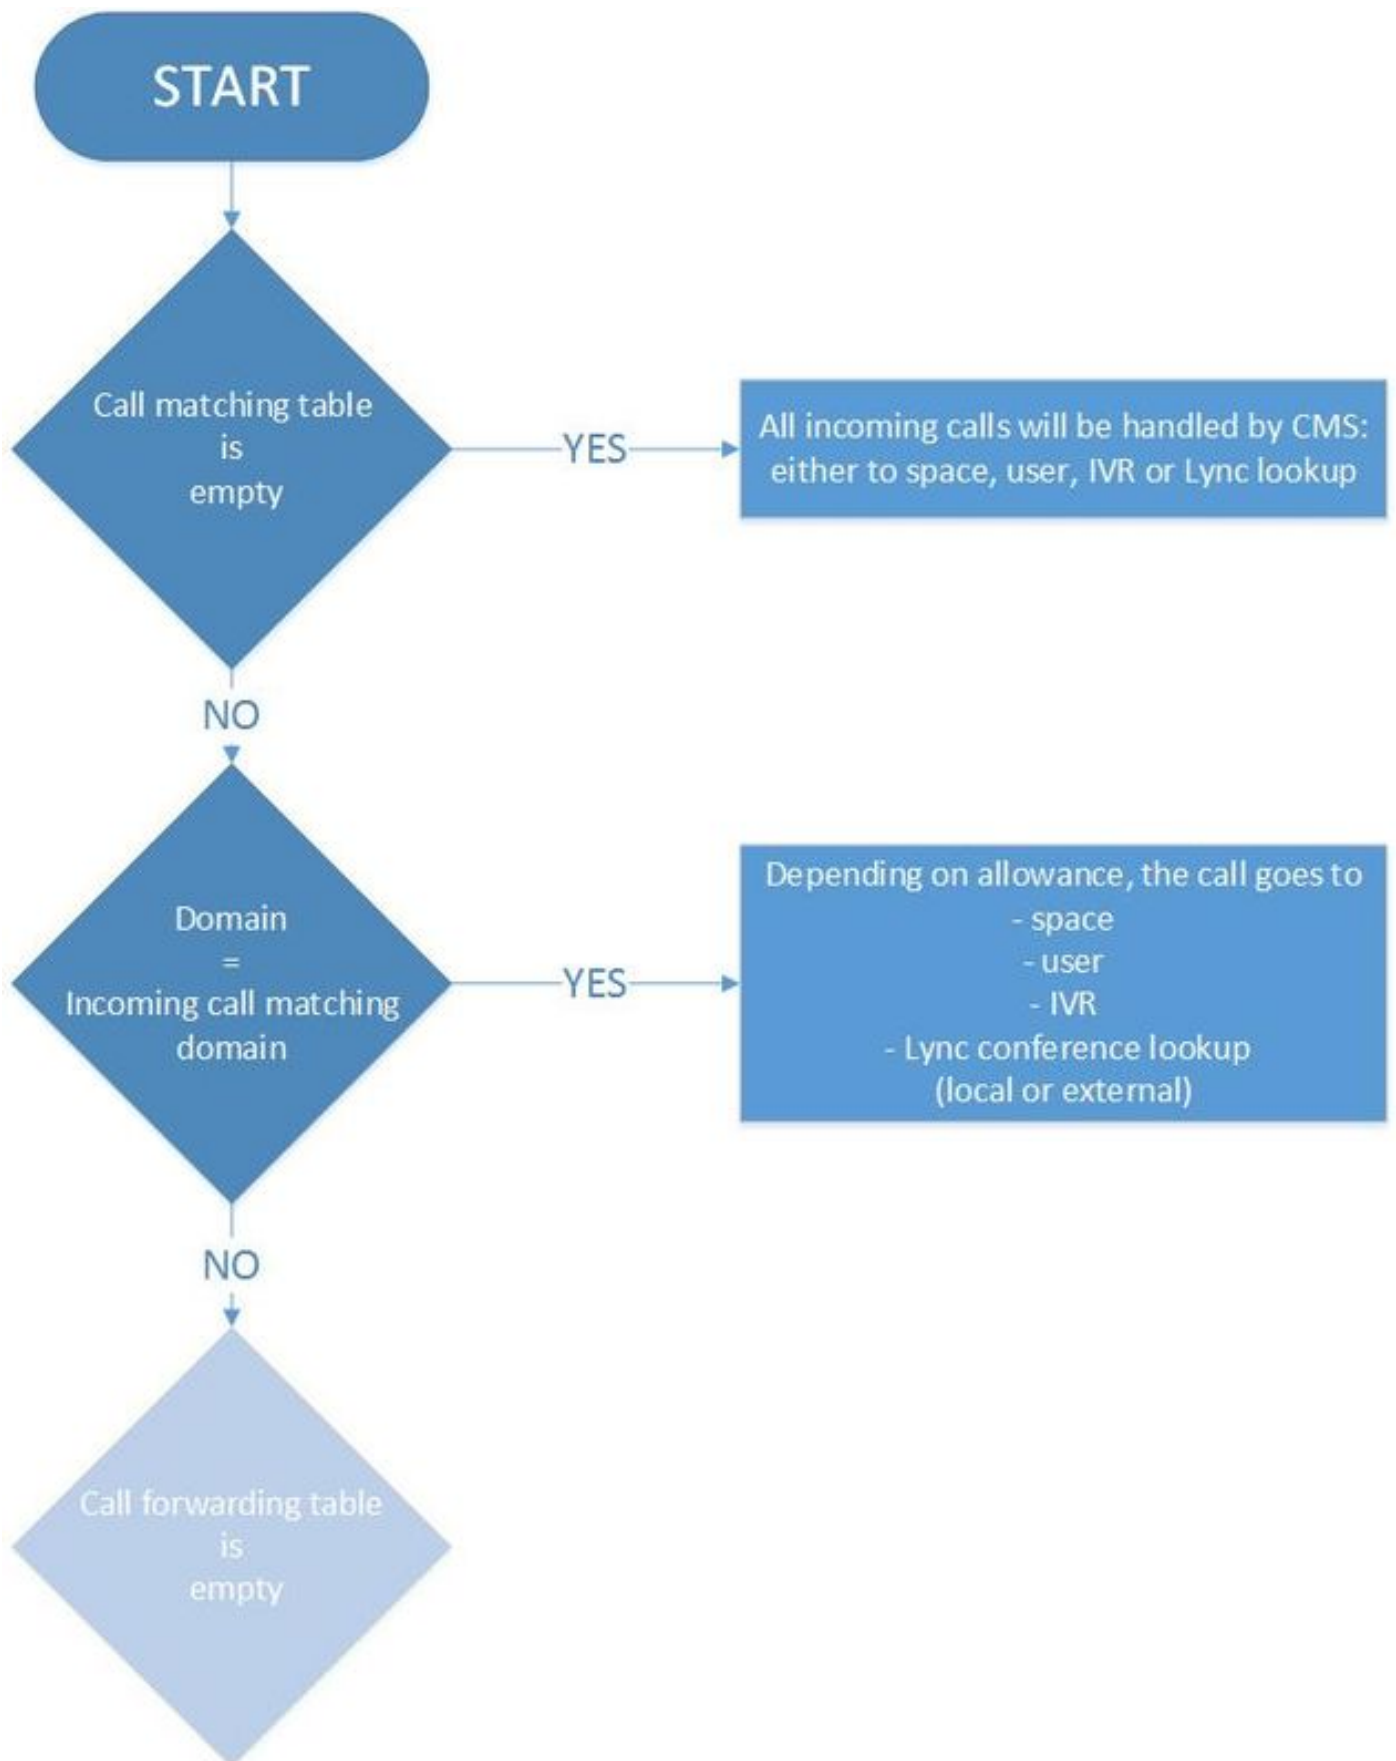 START
Call matching table
is
empty
YES
All incoming calls will be handled by CMS:
either to space, user, IVR or Lync lookup
NO
Domain
=
Incoming call matching
domain
YES
Depending on allowance, the call goes to
- space
- user
- IVR
- Lync conference lookup
(local or external)
NO
Call forwarding table
is
empty